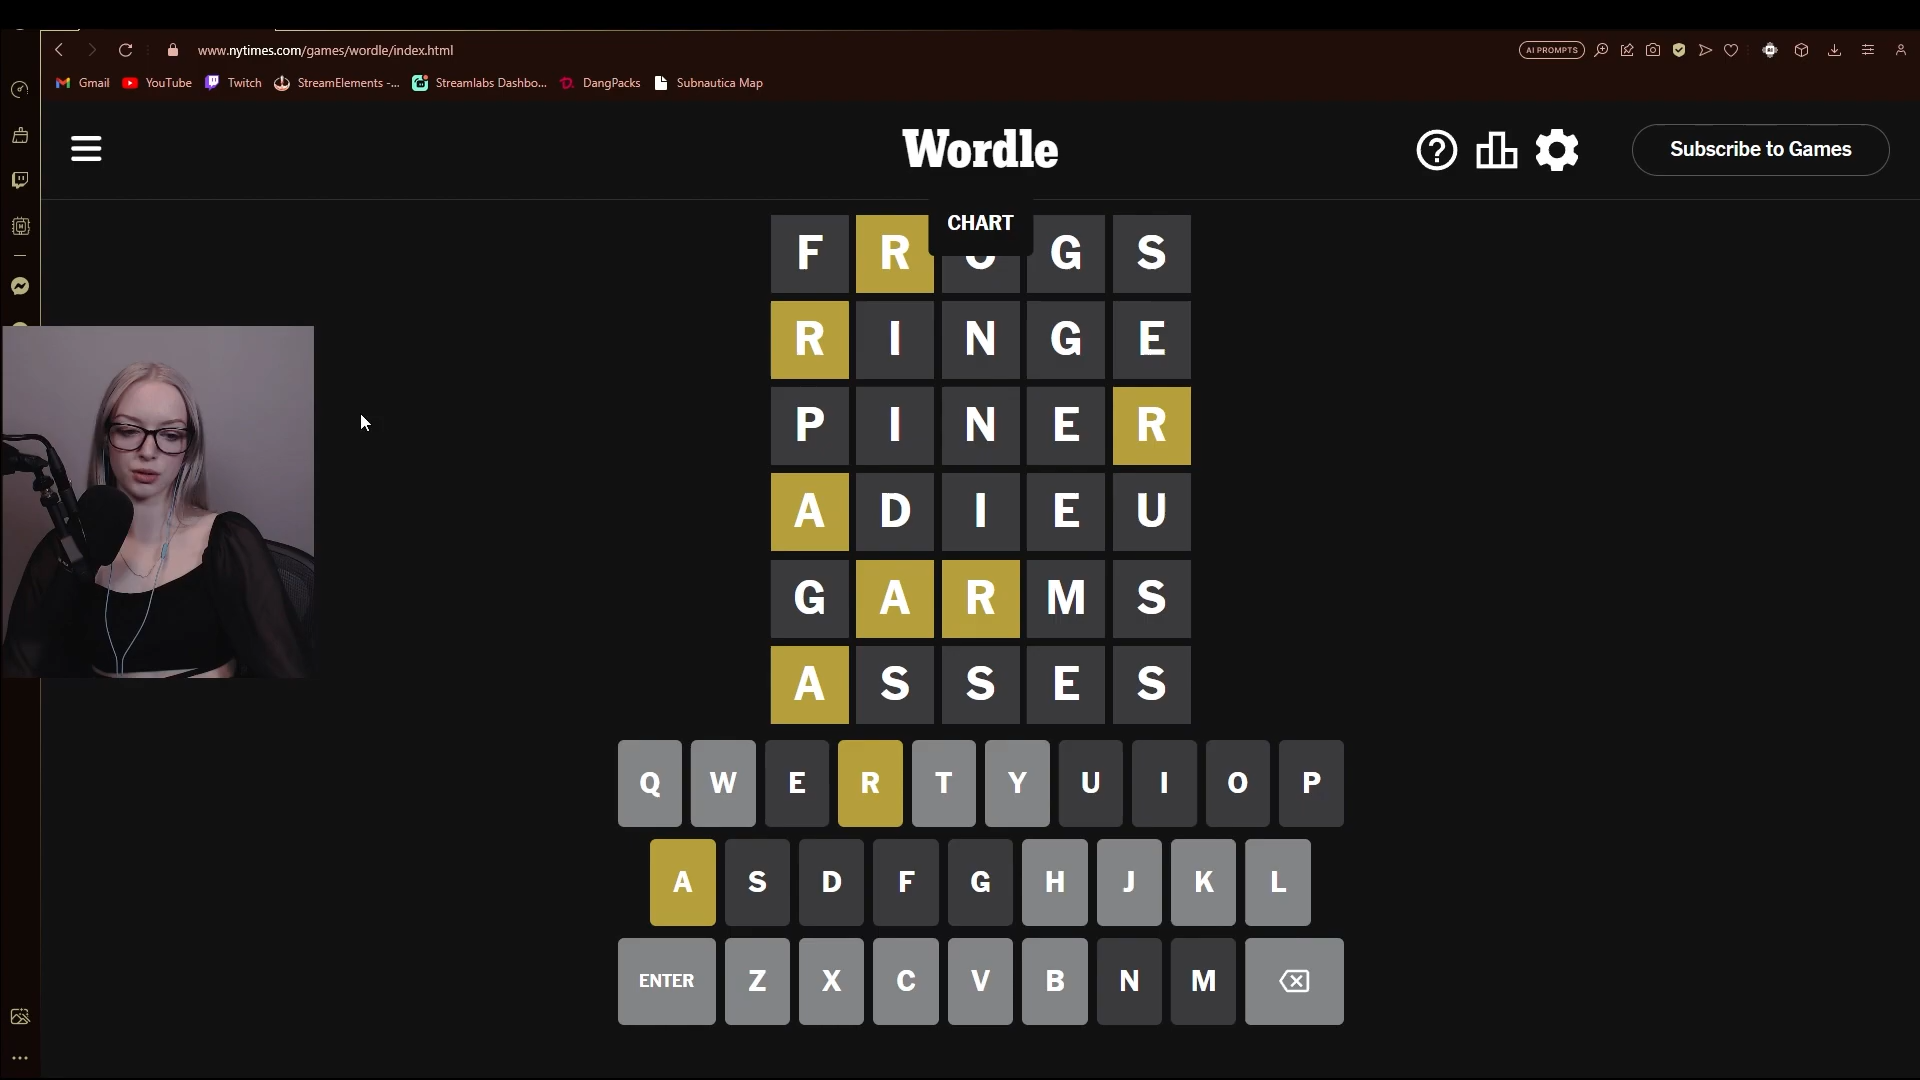 www.nytimes.com/games/wordle/index.html
AI PROMPTS
Gmail YouTube Twitch StreamElements -... Streamlabs Dashbo... DangPacks Subnautica Map
Wordle
Subscribe to Games
CHART
F R O G S
R I N G E
P I N E R
A D I E U
G A R M S
A S S E S
Q W E R T Y U I O P
A S D F G H J K L
ENTER Z X C V B N M